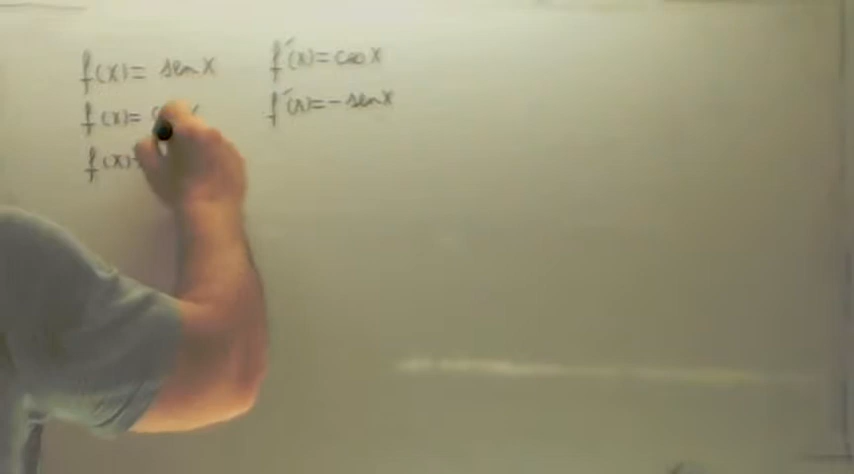 f(x) = sen x f'(x) = cos x
f(x) = f'(x) = - sen x
f(x)